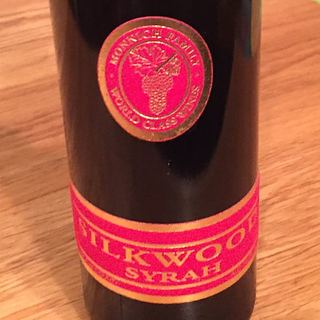 MONNICH FAMILY
WORLD CLASS WINES
SILKWOOD
SYRAH